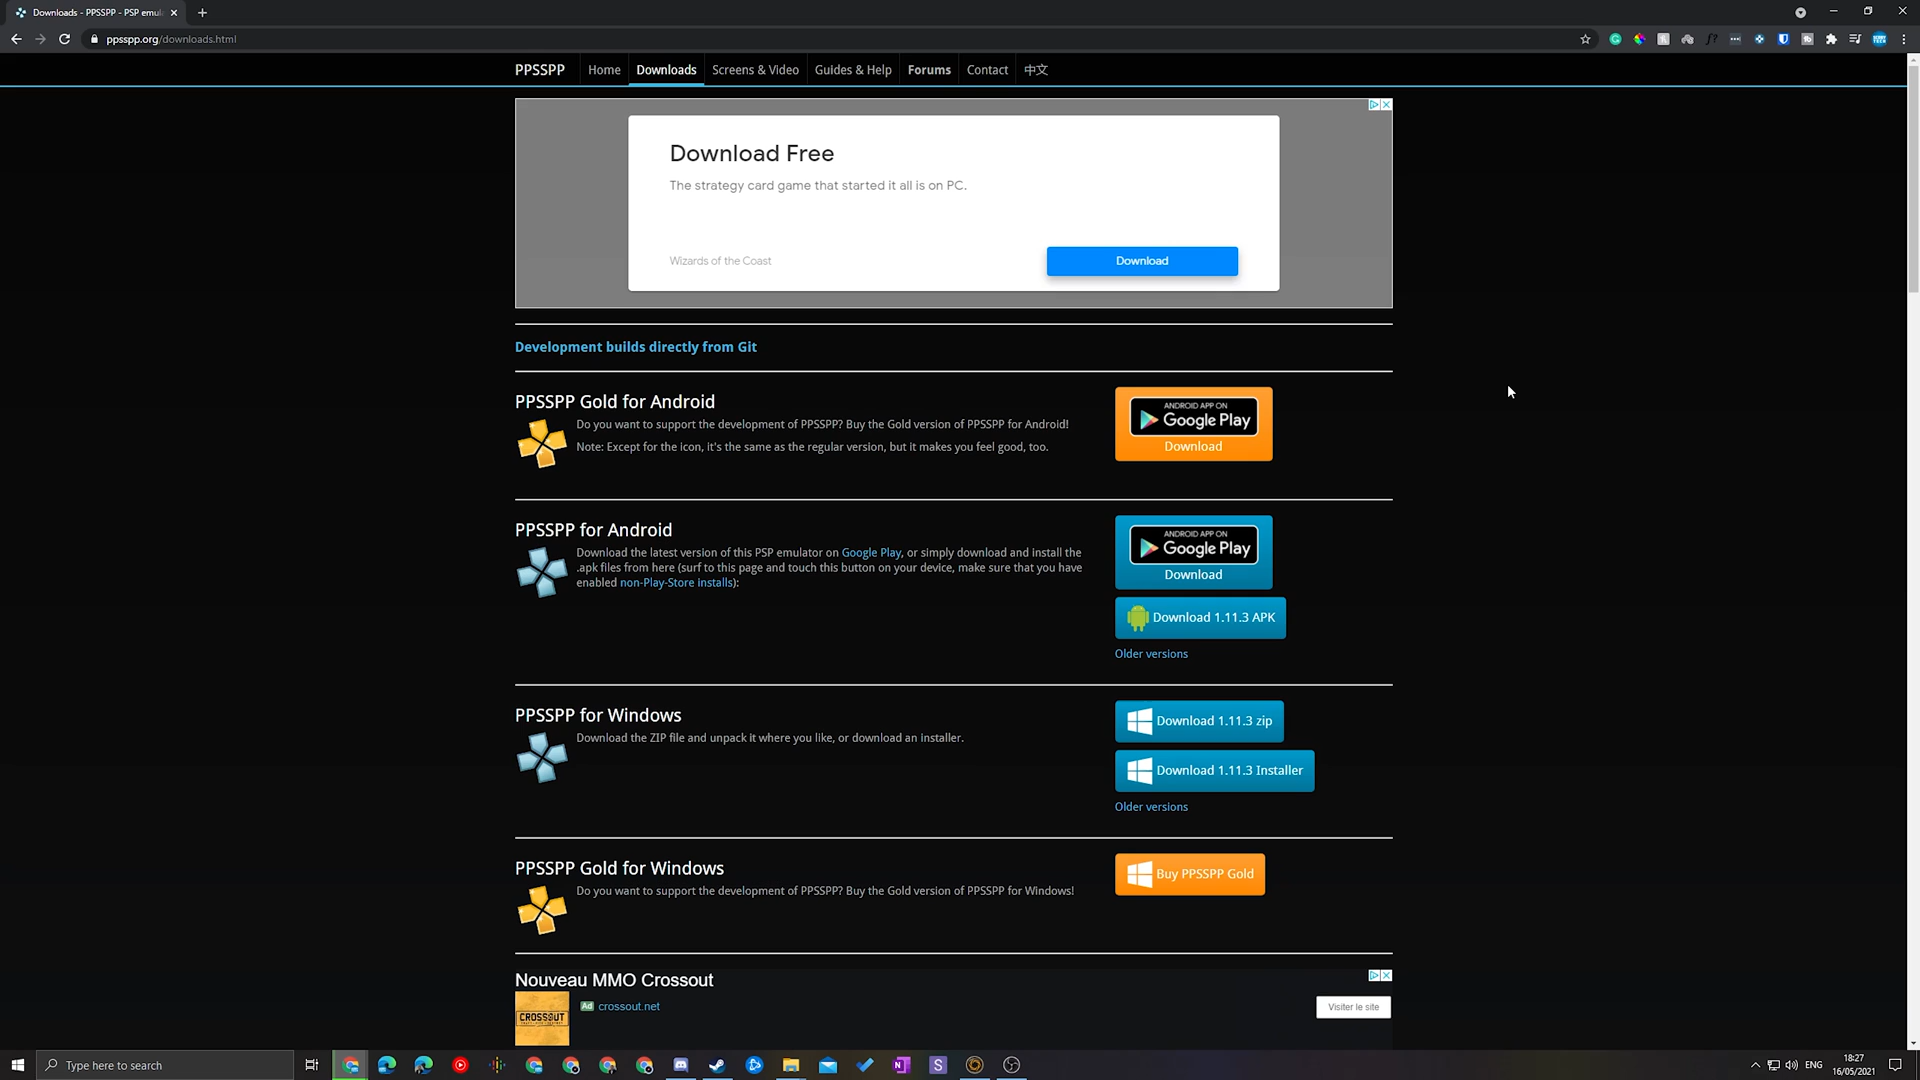 Downloads - PPSSPP - PSP emul
ppsspp.org/downloads.html
PPSSPP Home Downloads Screens & Video Guides & Help Forums Contact 中文
Download Free
The strategy card game that started it all is on PC.
Wizards of the Coast
Download
Development builds directly from Git
PPSSPP Gold for Android
Do you want to support the development of PPSSPP? Buy the Gold version of PPSSPP for Android!
Note: Except for the icon, it's the same as the regular version, but it makes you feel good, too.
ANDROID APP ON
Google Play
Download
PPSSPP for Android
Download the latest version of this PSP emulator on Google Play, or simply download and install the
.apk files from here (surf to this page and touch this button on your device, make sure that you have
enabled non-Play-Store installs):
ANDROID APP ON
Google Play
Download
Download 1.11.3 APK
Older versions
PPSSPP for Windows
Download the ZIP file and unpack it where you like, or download an installer.
Download 1.11.3 zip
Download 1.11.3 Installer
Older versions
PPSSPP Gold for Windows
Do you want to support the development of PPSSPP? Buy the Gold version of PPSSPP for Windows!
Buy PPSSPP Gold
Nouveau MMO Crossout
CROSSOUT
Ad crossout.net
Visiter le site
Type here to search
ENG
18:27
16/05/2021